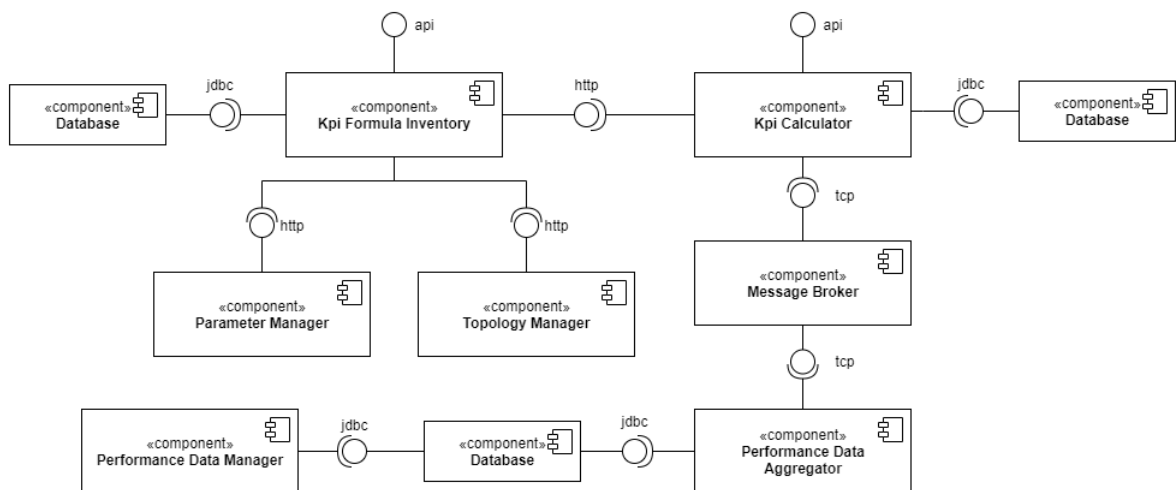 api
api
jdbc
«component»
Database
«component»
Kpi Formula Inventory
http
«component»
Kpi Calculator
jdbc
«component»
Database
http
http
tcp
«component»
Parameter Manager
«component»
Topology Manager
«component»
Message Broker
tcp
«component»
Performance Data Manager
jdbc
«component»
Database
jdbc
«component»
Performance Data
Aggregator